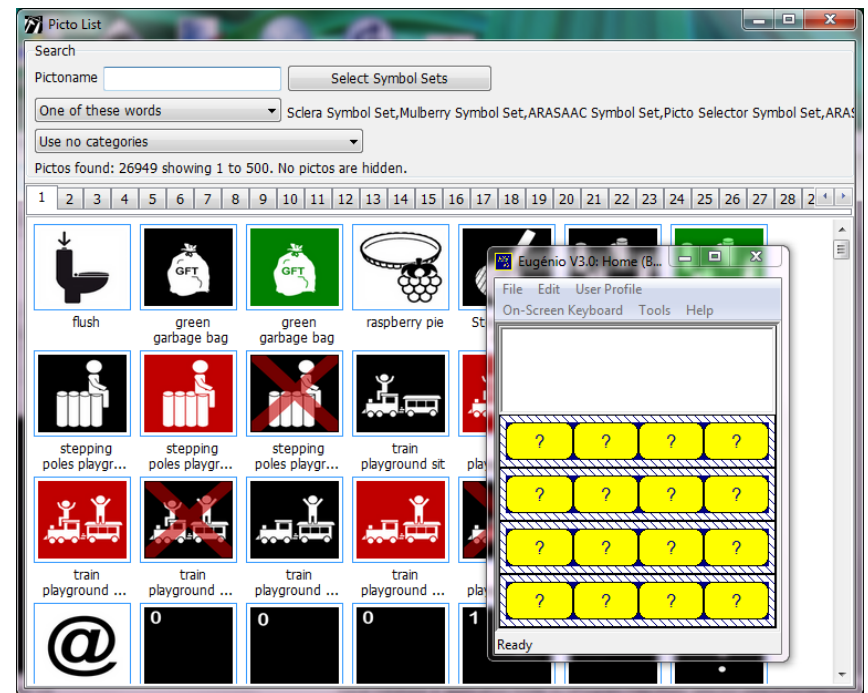 Picto List
Search
Pictoname
Select Symbol Sets
One of these words
Sclera Symbol Set,Mulberry Symbol Set,ARASAAC Symbol Set,Picto Selector Symbol Set,ARAS
Use no categories
Pictos found: 26949 showing 1 to 500. No pictos are hidden.
1 2 3 4 5 6 7 8 9 10 11 12 13 14 15 16 17 18 19 20 21 22 23 24 25 26 27 28 2
GFT
GFT
flush
green
garbage bag
green
garbage bag
raspberry pie
St
stepping
poles playgr...
stepping
poles playgr...
stepping
poles playgr...
train
playground sit
play
train
playground ...
train
playground ...
train
playground ...
train
playground ...
play
@
0
0
0
1
Eugénio V3.0: Home (B...
File Edit User Profile
On-Screen Keyboard Tools Help
? ? ? ?
? ? ? ?
? ? ? ?
? ? ? ?
Ready